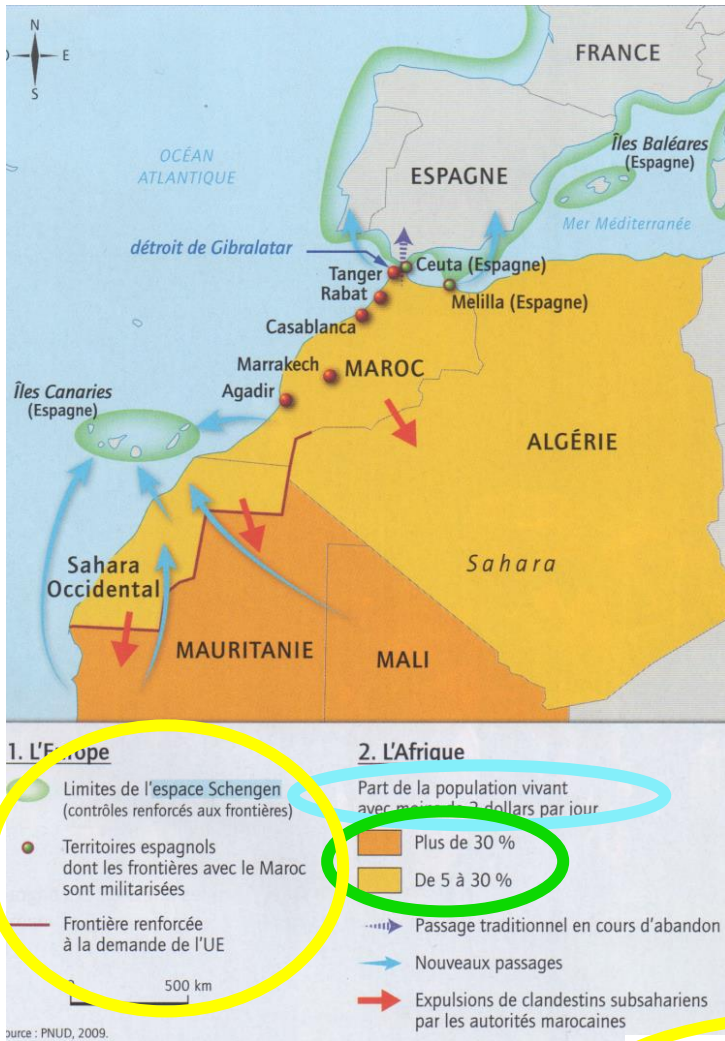 N
E
S
FRANCE
Îles Baléares
(Espagne)
OCÉAN
ATLANTIQUE
ESPAGNE
Mer Méditerranée
détroit de Gibralatar
Ceuta (Espagne)
Tanger
Rabat
Melilla (Espagne)
Casablanca
Marrakech
MAROC
Îles Canaries
(Espagne)
Agadir
ALGÉRIE
Sahara
Sahara
Occidental
MAURITANIE
MALI
1. L'Europe
Limites de l'espace Schengen
(contrôles renforcés aux frontières)
Territoires espagnols
dont les frontières avec le Maroc
sont militarisées
Frontière renforcée
à la demande de l'UE
500 km
ource : PNUD, 2009.
2. L'Afrique
Part de la population vivant
avec moins de 2 dollars par jour
Plus de 30 %
De 5 à 30 %
Passage traditionnel en cours d'abandon
Nouveaux passages
Expulsions de clandestins subsahariens
par les autorités marocaines